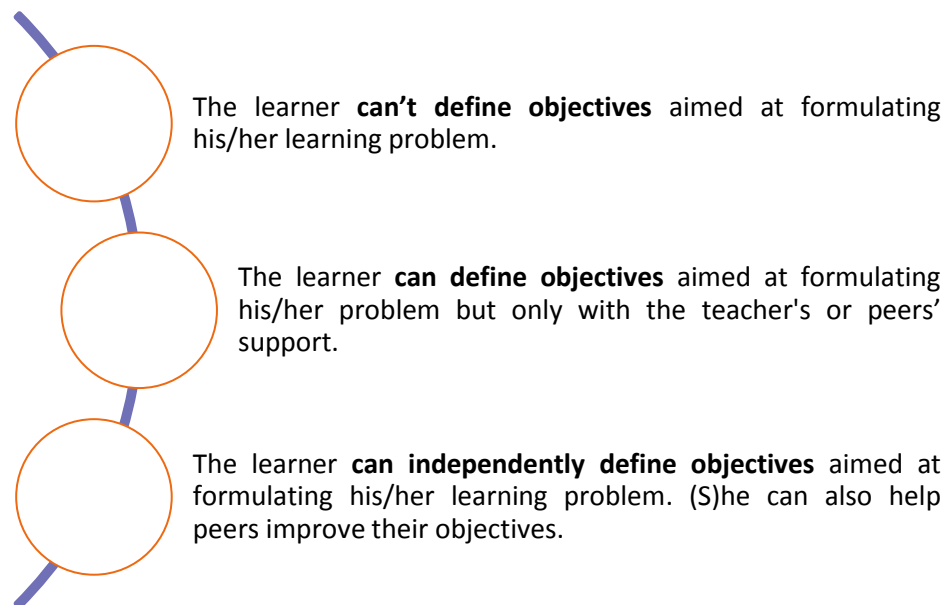 The learner can’t define objectives aimed at formulating
his/her learning problem.
The learner can define objectives aimed at formulating
his/her problem but only with the teacher's or peers’
support.
The learner can independently define objectives aimed at
formulating his/her learning problem. (S)he can also help
peers improve their objectives.